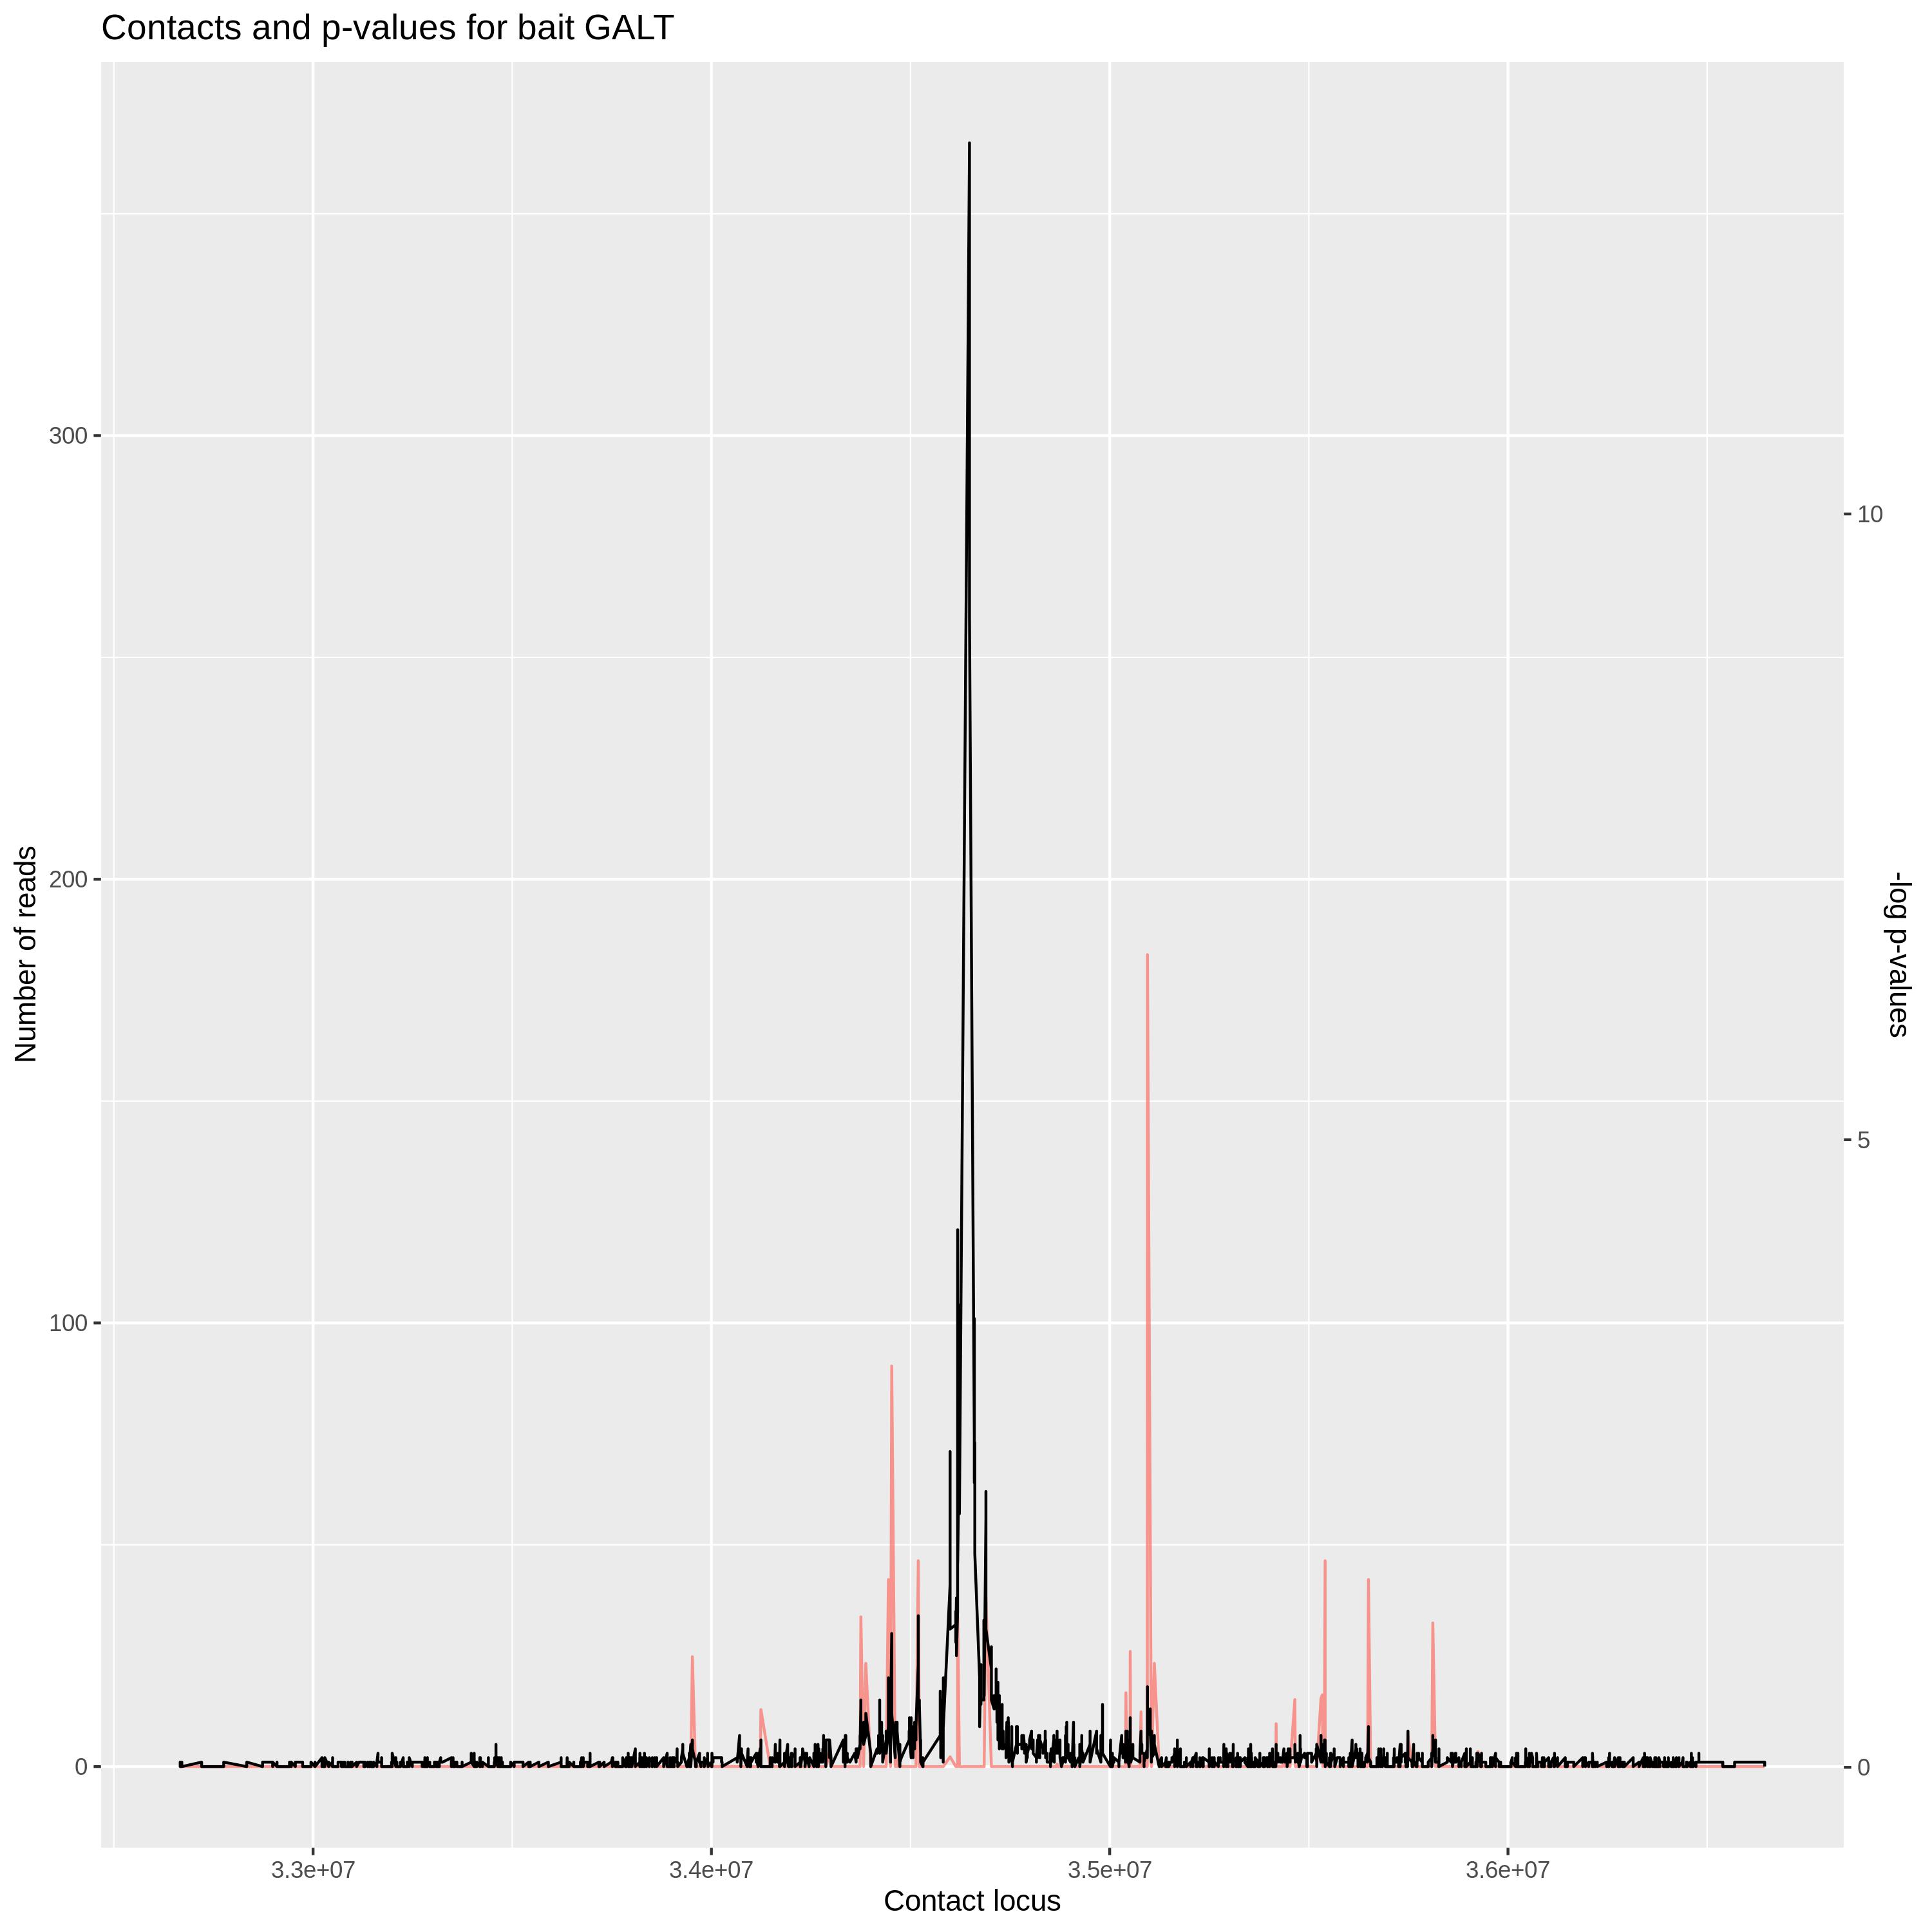 Contacts and p-values for bait GALT
Number of reads
300
200
100
0
10
5
0
-log p-values
3.3e+07 3.4e+07 3.5e+07 3.6e+07
Contact locus